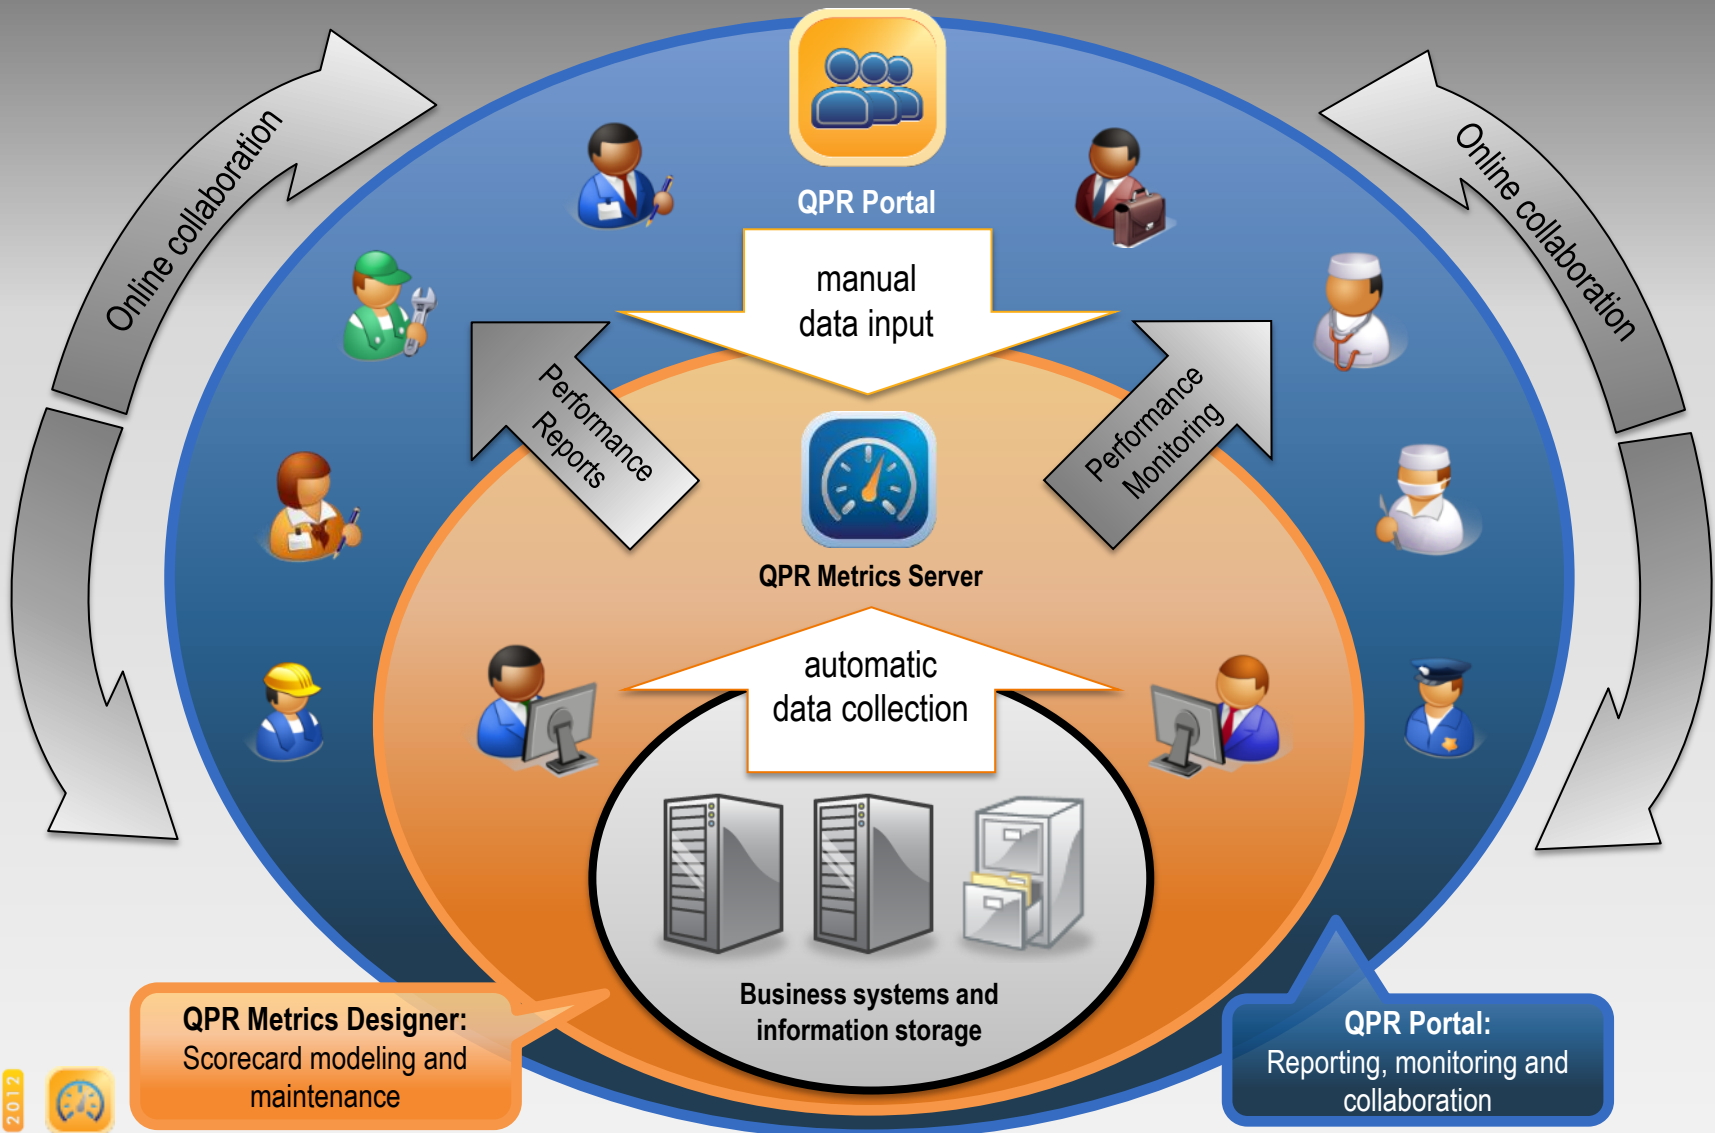 QPR Portal
Online collaboration
Online collaboration
manual
data input
Performance
Reports
Performance
Monitoring
QPR Metrics Server
automatic
data collection
Business systems and
information storage
QPR Metrics Designer:
Scorecard modeling and
maintenance
QPR Portal:
Reporting, monitoring and
collaboration
2012